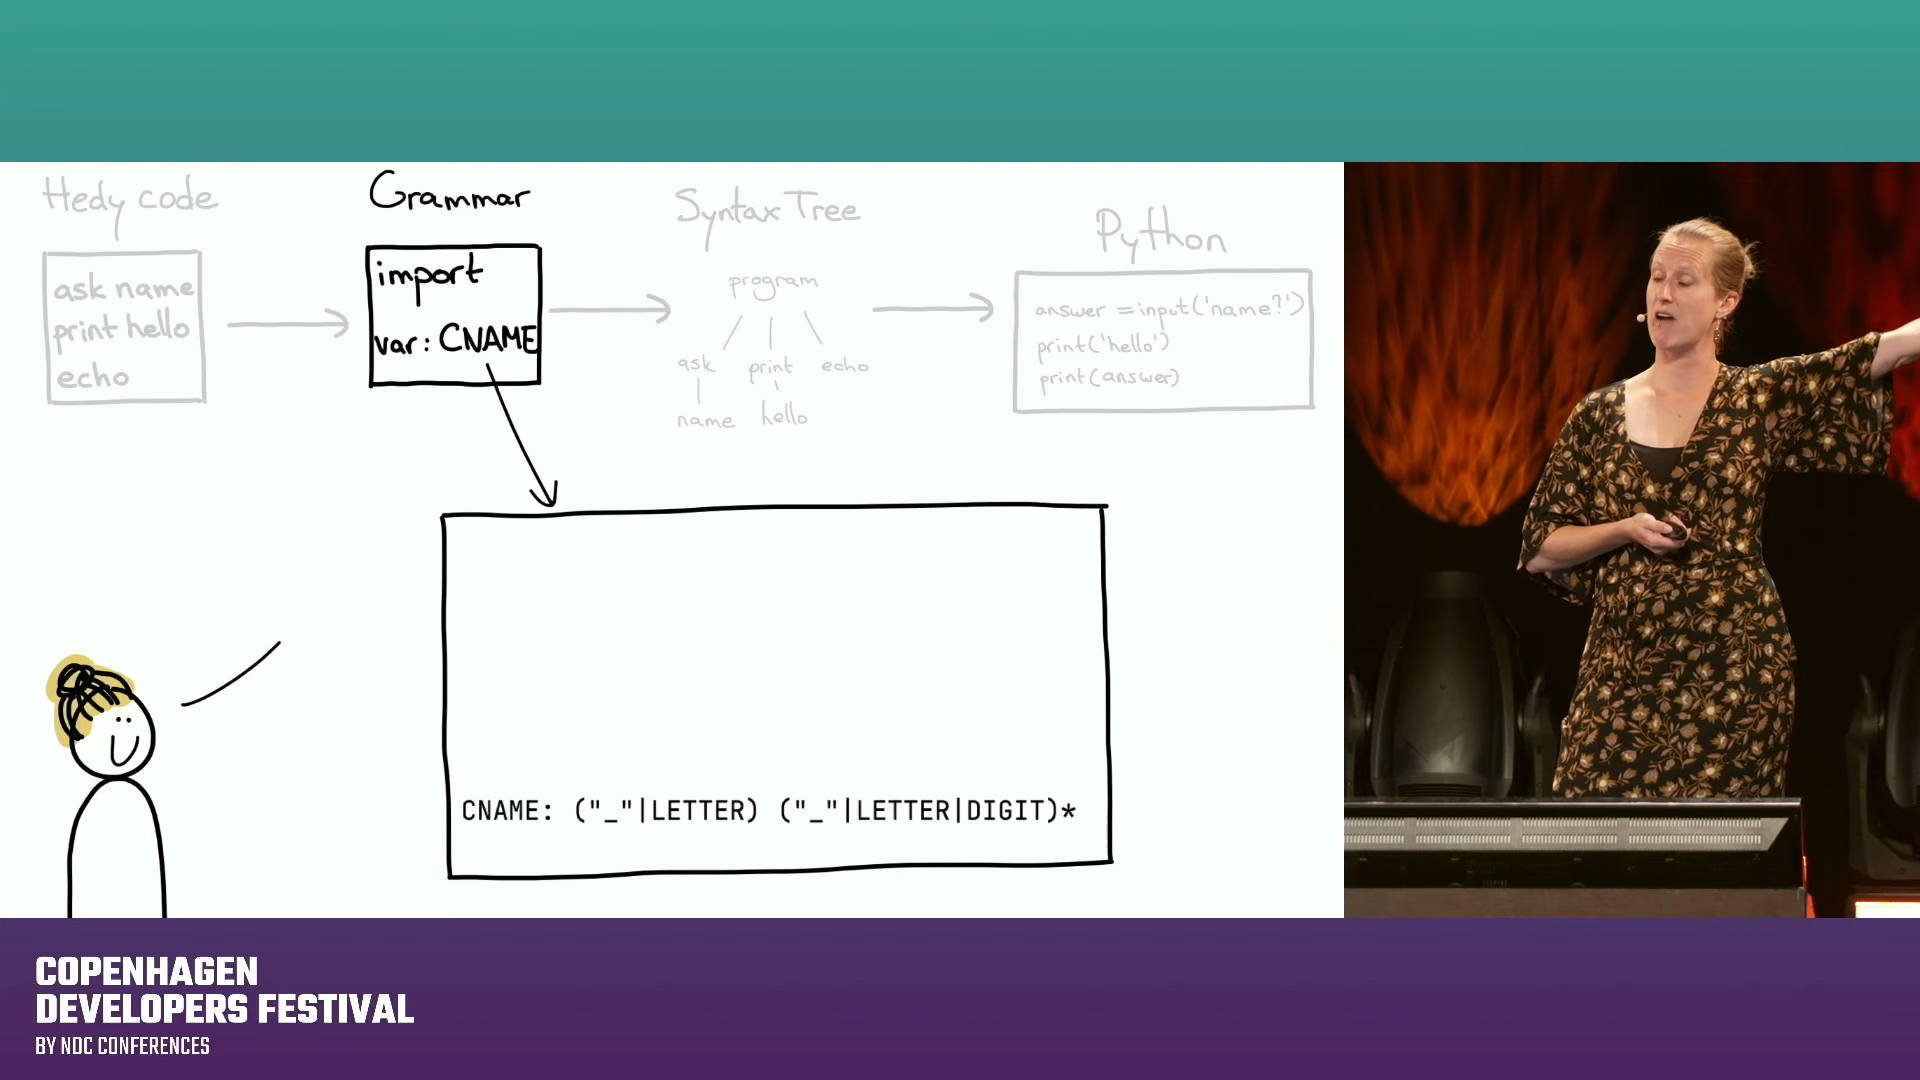 Hedy code
ask name
print hello
echo
Grammar
import
var: CNAME
Syntax Tree
program
ask print echo
name hello
Python
answer = input('name?')
print('hello')
print(answer)
CNAME: ("_"|LETTER) ("_"|LETTER|DIGIT)*
COPENHAGEN
DEVELOPERS FESTIVAL
BY NDC CONFERENCES